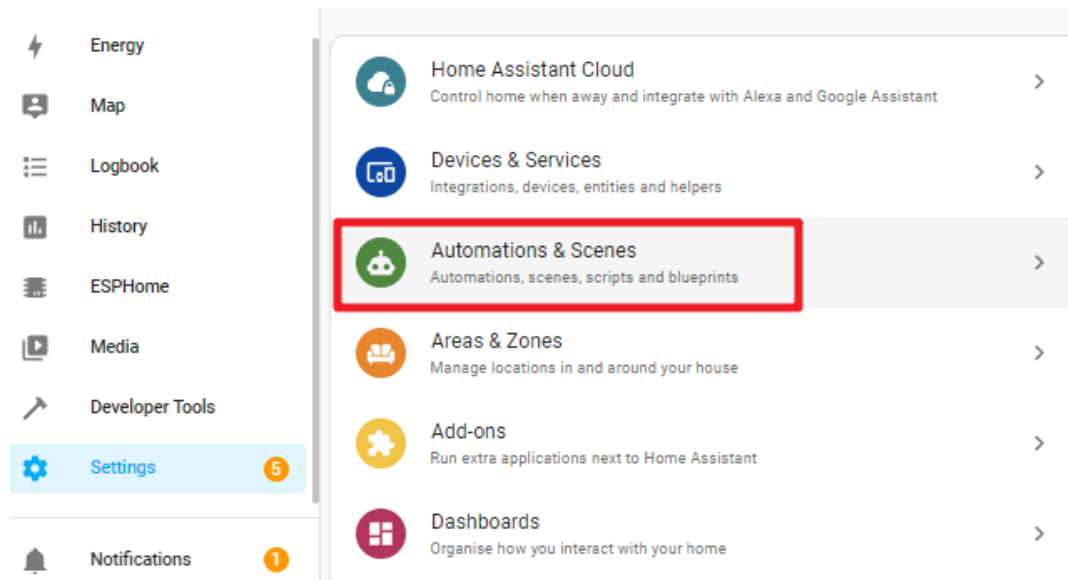 Energy
Map
Logbook
History
ESPHome
Media
Developer Tools
Settings 5
Notifications 1
Home Assistant Cloud
Control home when away and integrate with Alexa and Google Assistant
Devices & Services
Integrations, devices, entities and helpers
Automations & Scenes
Automations, scenes, scripts and blueprints
Areas & Zones
Manage locations in and around your house
Add-ons
Run extra applications next to Home Assistant
Dashboards
Organise how you interact with your home